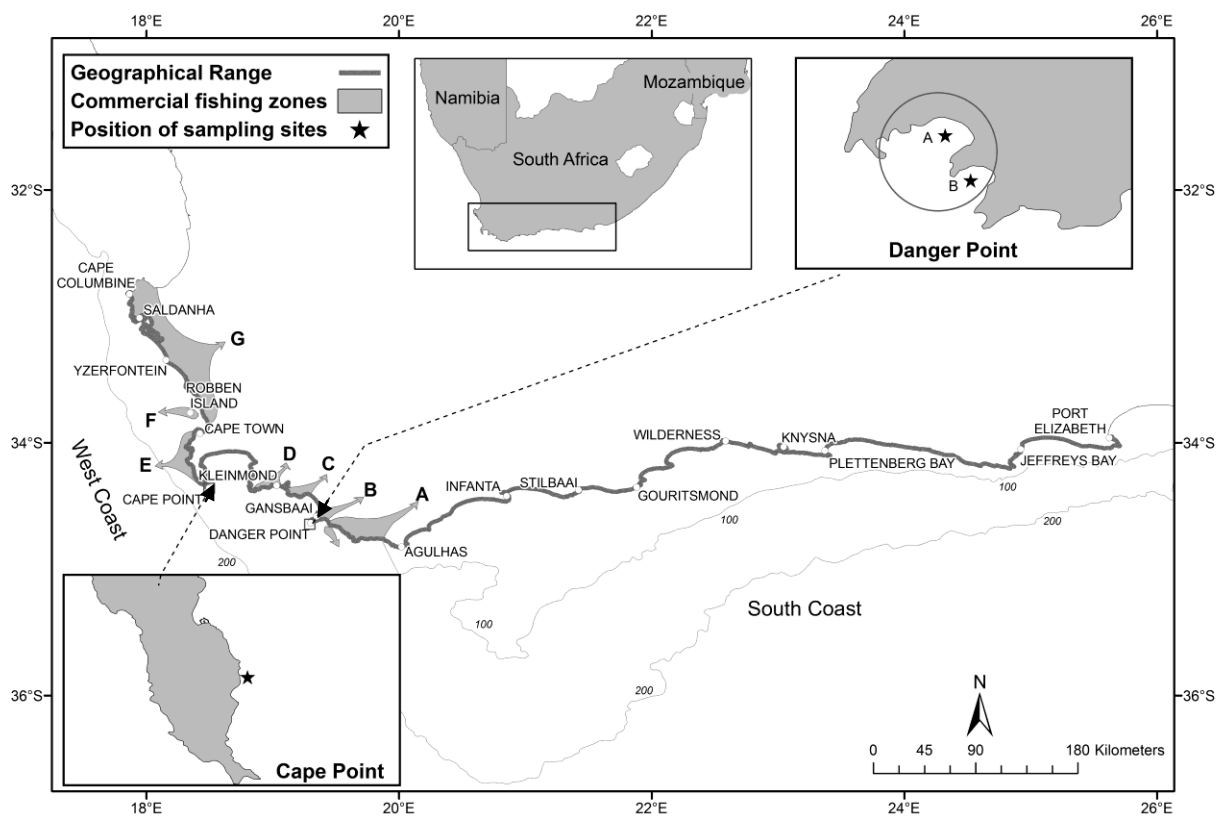 18°E
20°E
22°E
24°E
26°E
Geographical Range
Commercial fishing zones
Position of sampling sites
Namibia
Mozambique
South Africa
A
B
Danger Point
32°S
32°S
CAPE
COLUMBINE
SALDANHA
G
YZERFONTEIN
ROBBEN
ISLAND
F
CAPE TOWN
34°S
34°S
West Coast
E
KLEINMOND
D
C
CAPE POINT
GANSBAAI
B
A
DANGER POINT
AGULHAS
INFANTA
STILBAAI
GOURITSMOND
WILDERNESS
KNYSNA
PLETTENBERG BAY
PORT
ELIZABETH
JEFFREYS BAY
100
100
200
200
100
South Coast
200
36°S
36°S
Cape Point
N
0 45 90 180 Kilometers
18°E
20°E
22°E
24°E
26°E